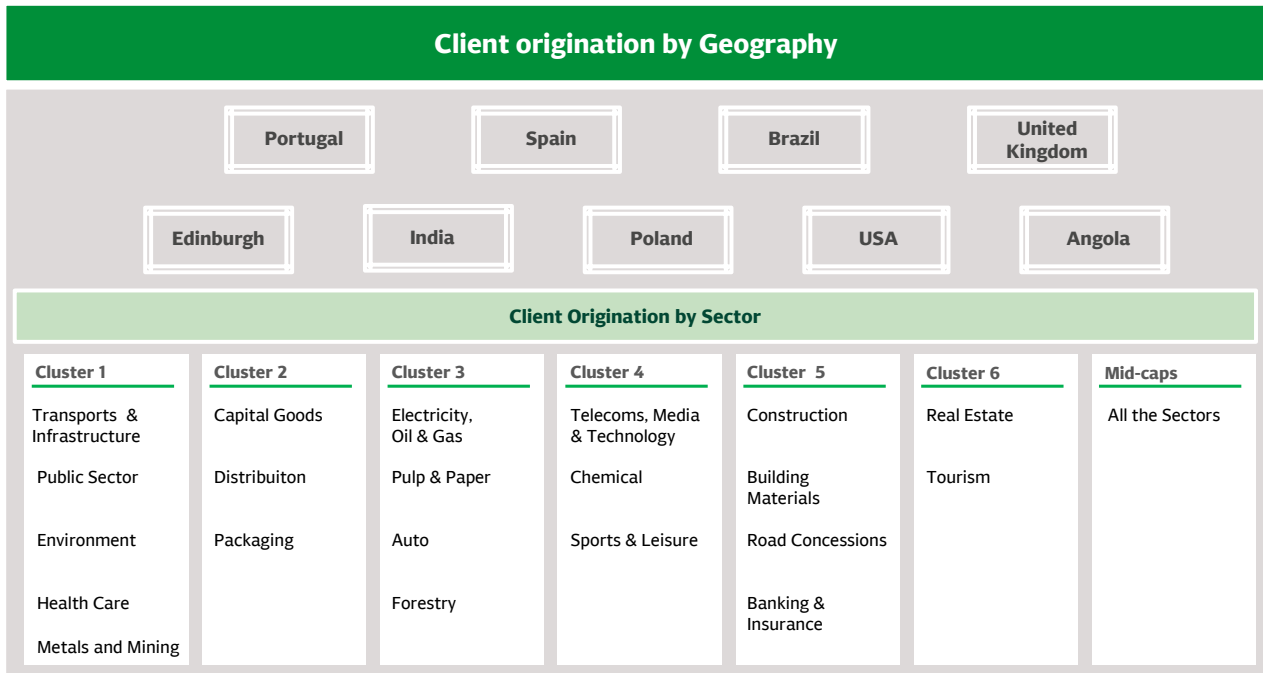 Client origination by Geography
Portugal
Spain
Brazil
United
Kingdom
Edinburgh
India
Poland
USA
Angola
Client Origination by Sector
Cluster 1
Transports &
Infrastructure
Public Sector
Environment
Health Care
Metals and Mining
Cluster 2
Capital Goods
Distribuiton
Packaging
Cluster 3
Electricity,
Oil & Gas
Pulp & Paper
Auto
Forestry
Cluster 4
Telecoms, Media
& Technology
Chemical
Sports & Leisure
Cluster 5
Construction
Building
Materials
Road Concessions
Banking &
Insurance
Cluster 6
Real Estate
Tourism
Mid-caps
All the Sectors